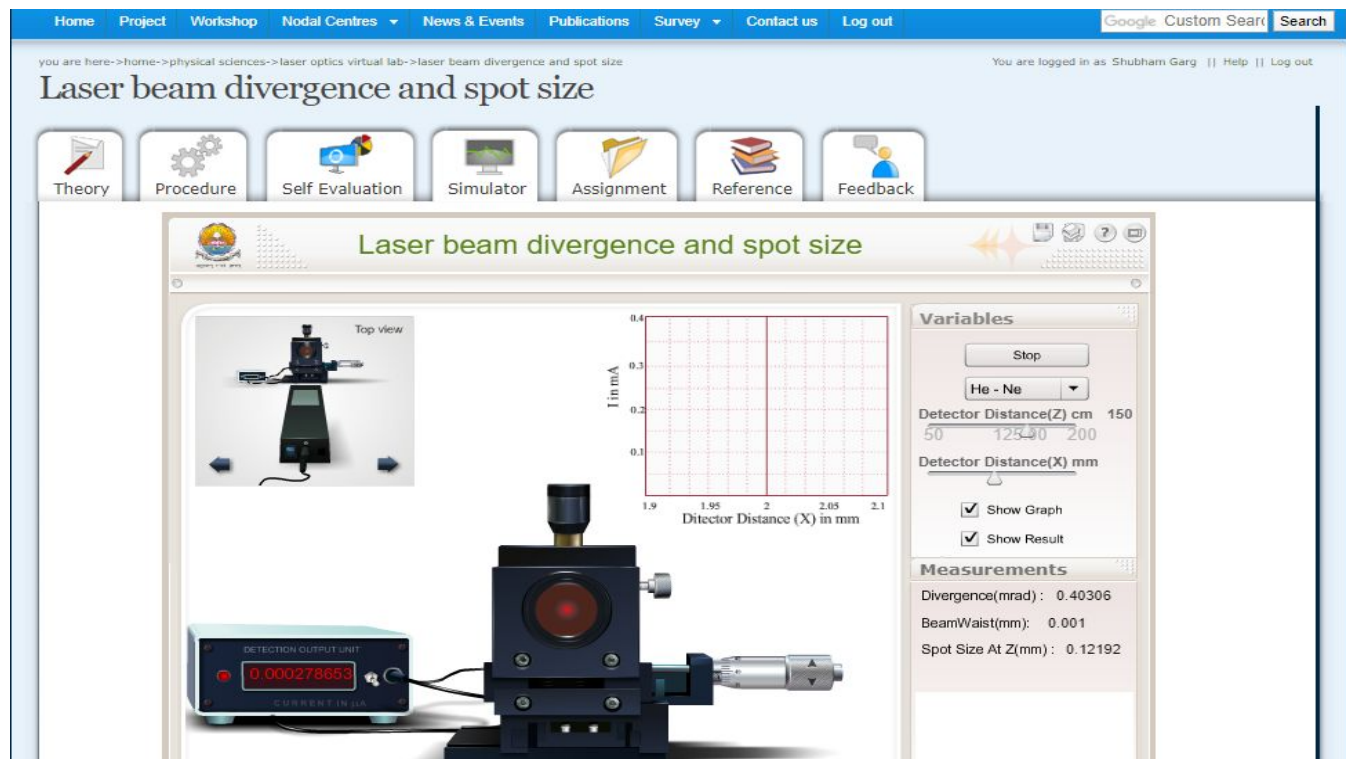 Home Project Workshop Nodal Centres News & Events Publications Survey Contact us Log out Google Custom Sear Search
you are here->home->physical sciences->laser optics virtual lab->laser beam divergence and spot size You are logged in as Shubham Garg || Help || Log out
Laser beam divergence and spot size
Theory Procedure Self Evaluation Simulator Assignment Reference Feedback
Laser beam divergence and spot size
Top view
I in mA
0.4
0.3
0.2
0.1
1.9 1.95 2 2.05 2.1
Ditector Distance (X) in mm
Variables
Stop
He - Ne
Detector Distance(Z) cm 150
50 200
Detector Distance(X) mm
Show Graph
Show Result
Measurements
Divergence(mrad) : 0.40306
BeamWaist(mm): 0.001
Spot Size At Z(mm) : 0.12192
DETECTION OUTPUT UNIT
0.000278653
CURRENT IN µA